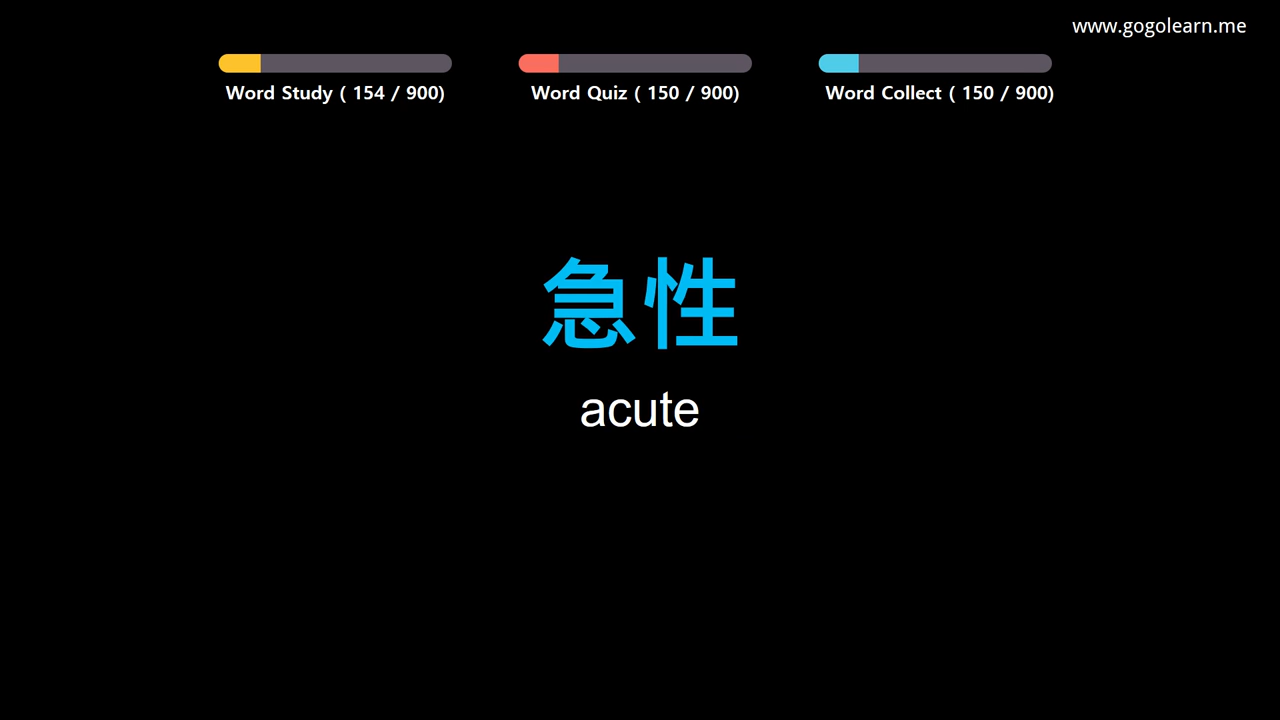 www.gogolearn.me
Word Study ( 154 / 900)
Word Quiz ( 150 / 900)
Word Collect ( 150 / 900)
急性
acute